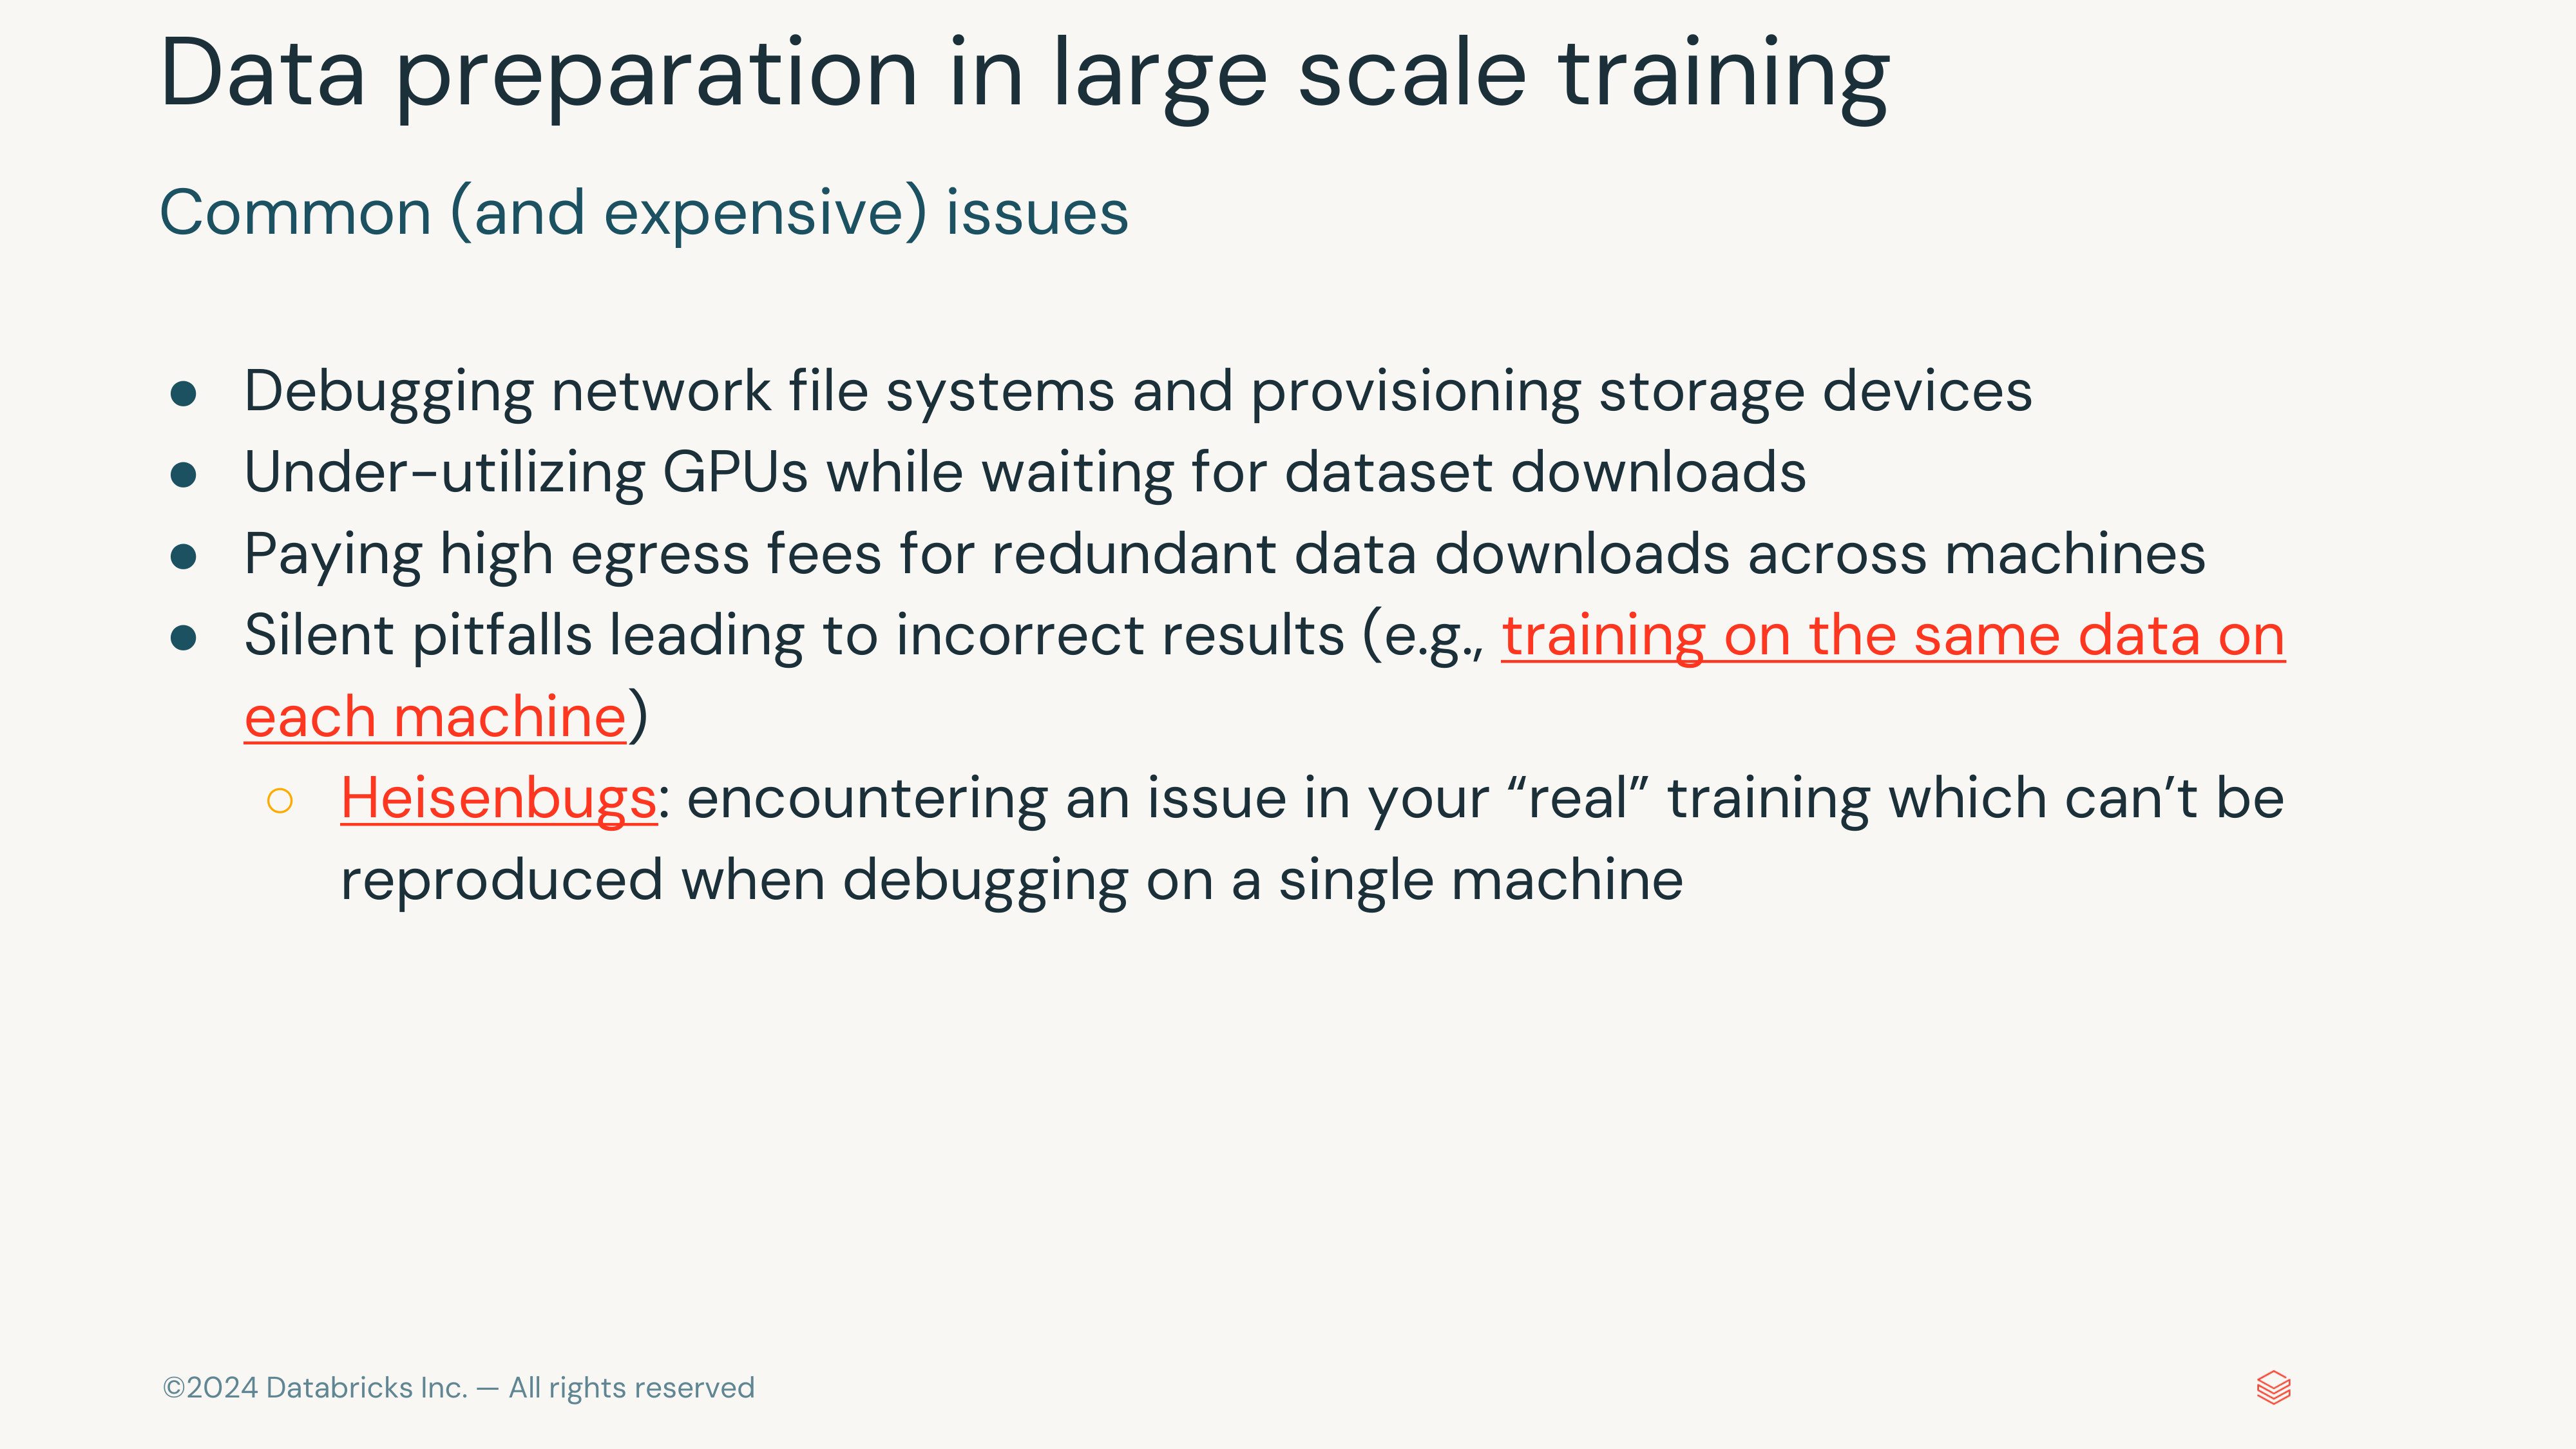 Data preparation in large scale training
Common (and expensive) issues
● Debugging network file systems and provisioning storage devices
● Under-utilizing GPUs while waiting for dataset downloads
● Paying high egress fees for redundant data downloads across machines
● Silent pitfalls leading to incorrect results (e.g., training on the same data on
each machine)
○ Heisenbugs: encountering an issue in your “real” training which can’t be
reproduced when debugging on a single machine
©2024 Databricks Inc. — All rights reserved